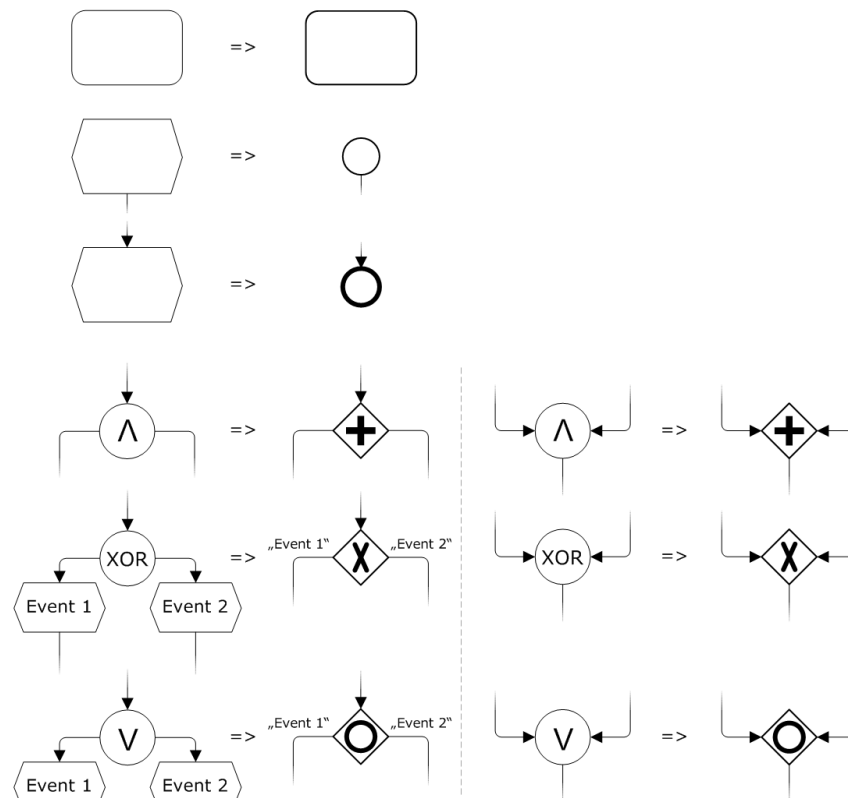 =>
=>
=>
Λ => Λ =>
XOR => „Event 1“ „Event 2“ XOR =>
Event 1 Event 2
V => „Event 1“ „Event 2“ V =>
Event 1 Event 2